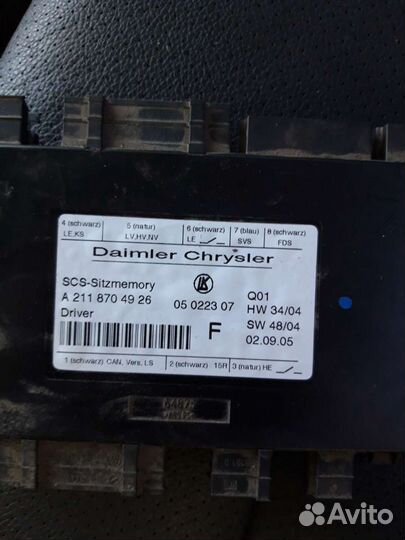 4 (schwarz)
LE,KS
5 (natur)
LV,HV,NV
6 (schwarz)
LE
7 (blau)
SVS
8 (schwarz)
FDS
Daimler Chrysler
SCS-Sitzmemory
LK
Q01
A 211 870 49 26
05 0223 07
HW 34/04
Driver
F
SW 48/04
02.09.05
1 (schwarz) CAN, Vers, LS
2 (schwarz) 15R
3 (natur) HE
Avito